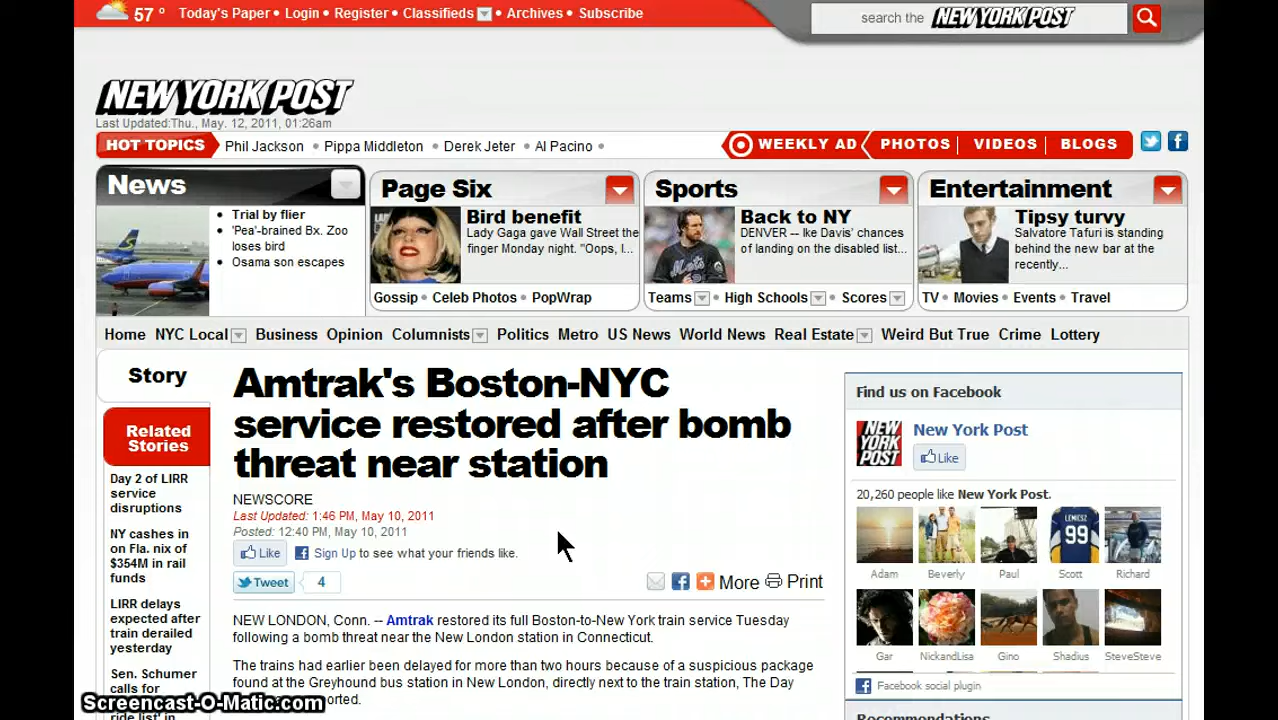 57 ° Today's Paper • Login • Register • Classifieds • Archives • Subscribe
search the NEW YORK POST
NEW YORK POST
Last Updated:Thu., May. 12, 2011, 01:26am
HOT TOPICS Phil Jackson • Pippa Middleton • Derek Jeter • Al Pacino •
WEEKLY AD PHOTOS VIDEOS BLOGS
News
• Trial by flier
• 'Pea'-brained Bx. Zoo
loses bird
• Osama son escapes
Page Six
Bird benefit
Lady Gaga gave Wall Street the
finger Monday night. "Oops, I...
Gossip • Celeb Photos • PopWrap
Sports
Back to NY
DENVER -- Ike Davis' chances
of landing on the disabled list...
Mets
Teams • High Schools • Scores
Entertainment
Tipsy turvy
Salvatore Tafuri is standing
behind the new bar at the
recently...
TV • Movies • Events • Travel
Home NYC Local Business Opinion Columnists Politics Metro US News World News Real Estate Weird But True Crime Lottery
Story
Related
Stories
Day 2 of LIRR
service
disruptions
NY cashes in
on Fla. nix of
$354M in rail
funds
LIRR delays
expected after
train derailed
yesterday
Sen. Schumer
calls for
ride list' in
Amtrak's Boston-NYC
service restored after bomb
threat near station
NEWSCORE
Last Updated: 1:46 PM, May 10, 2011
Posted: 12:40 PM, May 10, 2011
Like Sign Up to see what your friends like.
Tweet 4
More Print
NEW LONDON, Conn. -- Amtrak restored its full Boston-to-New York train service Tuesday
following a bomb threat near the New London station in Connecticut.
The trains had earlier been delayed for more than two hours because of a suspicious package
found at the Greyhound bus station in New London, directly next to the train station, The Day
orted.
Find us on Facebook
NEW YORK POST
New York Post
Like
20,260 people like New York Post.
99
Adam Beverly Paul Scott Richard
Gar NickandLisa Gino Shadius SteveSteve
Facebook social plugin
Recommendations
Screencast-O-Matic.com